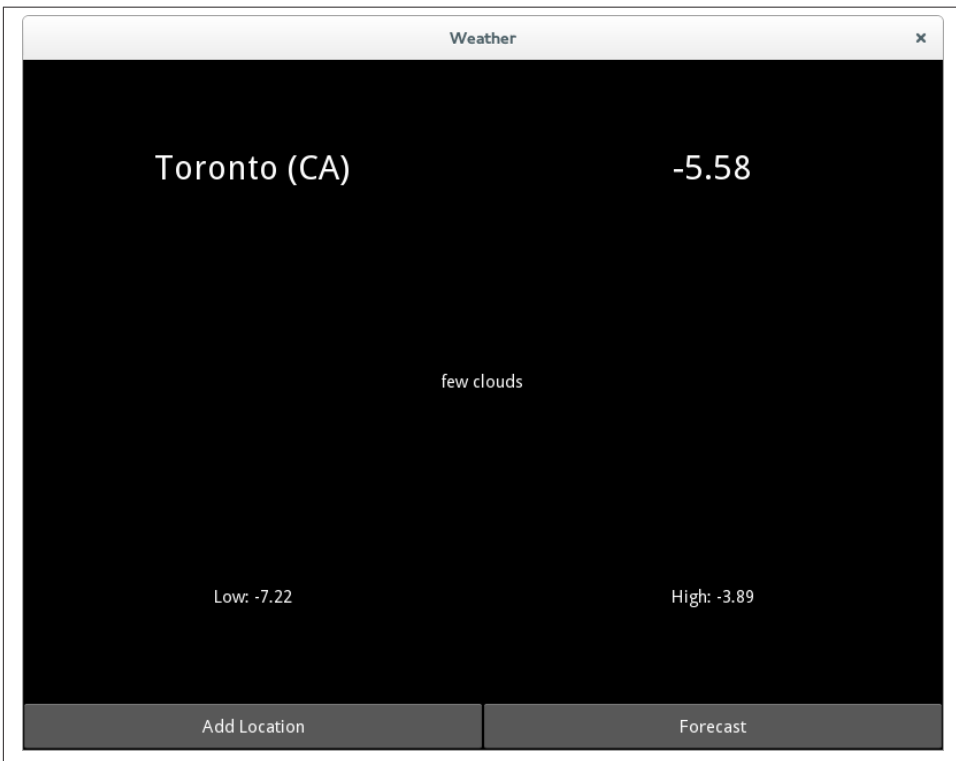 Weather
Toronto (CA) -5.58
few clouds
Low: -7.22 High: -3.89
Add Location Forecast